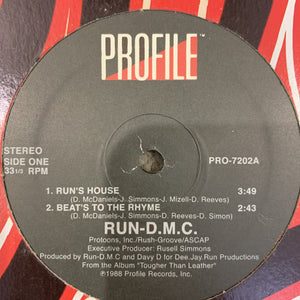 PROFILE™
STEREO
SIDE ONE
33 1/3 RPM
PRO-7202A
1. RUN'S HOUSE 3:49
(D. McDaniels-J. Simmons-J. Mizell-D. Reeves)
2. BEAT'S TO THE RHYME 2:43
(D. McDaniels-J. Simmons-D. Reeves-D. Simon)
RUN-D.M.C.
Protoons, Inc./Rush-Groove/ASCAP
Executive Producer: Rusell Simmons
Produced by Run-D.M.C and Davy D for Dee.Jay.Run Productions
From the Album "Tougher Than Leather"
℗1988 Profile Records, Inc.